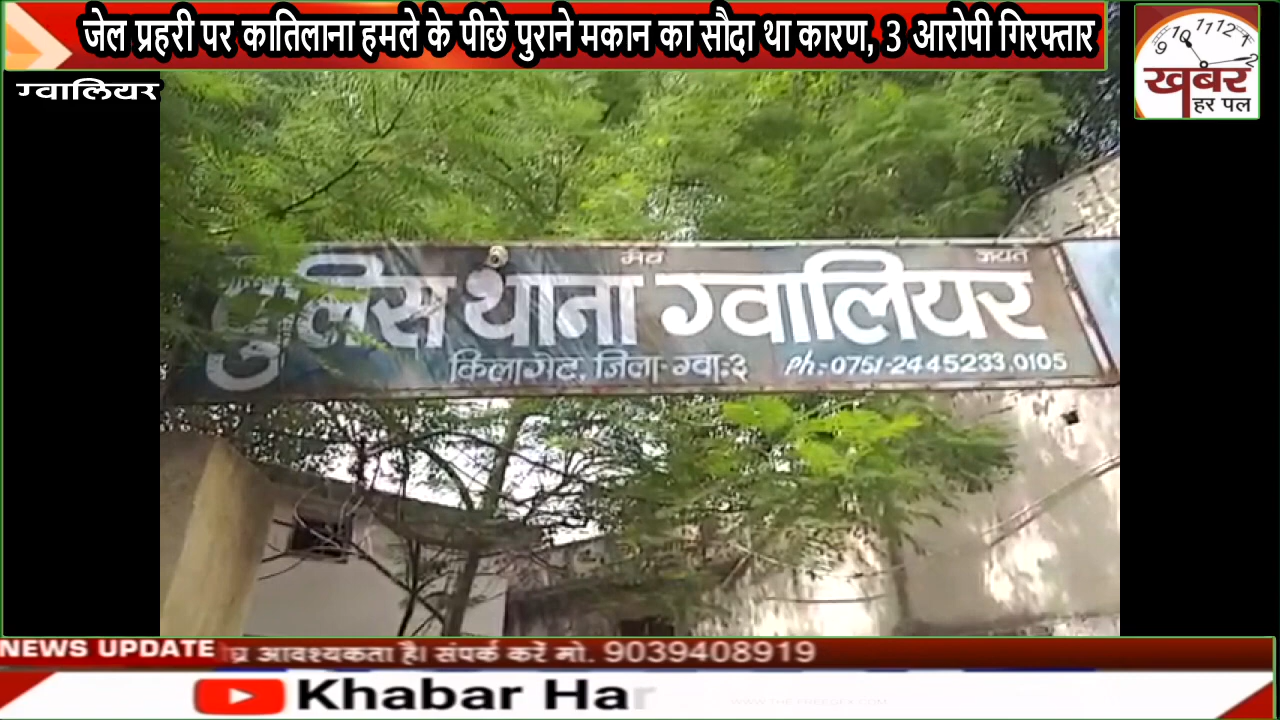 जेल प्रहरी पर कातिलाना हमले के पीछे पुराने मकान का सौदा था कारण, 3 आरोपी गिरफ्तार
9 10 11 12 1 2
खबर
हर पल
ग्वालियर
मेव जयते
पुलिस थाना ग्वालियर
किलागेट, जिला-ग्वा:३ Ph:-0751-2445233,0105
NEWS UPDATE आवश्यकता है। संपर्क करें मो. 9039408919
Khabar Har